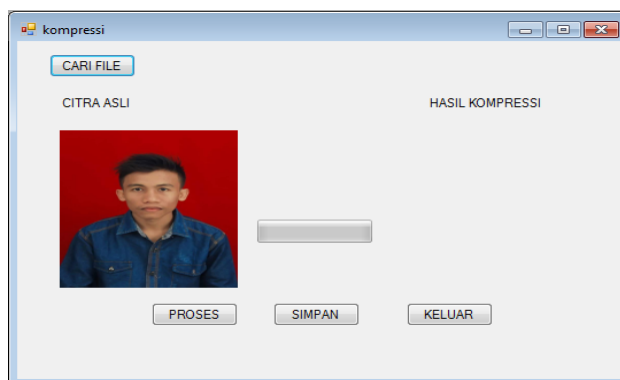 kompressi
CARI FILE
CITRA ASLI
HASIL KOMPRESSI
PROSES
SIMPAN
KELUAR